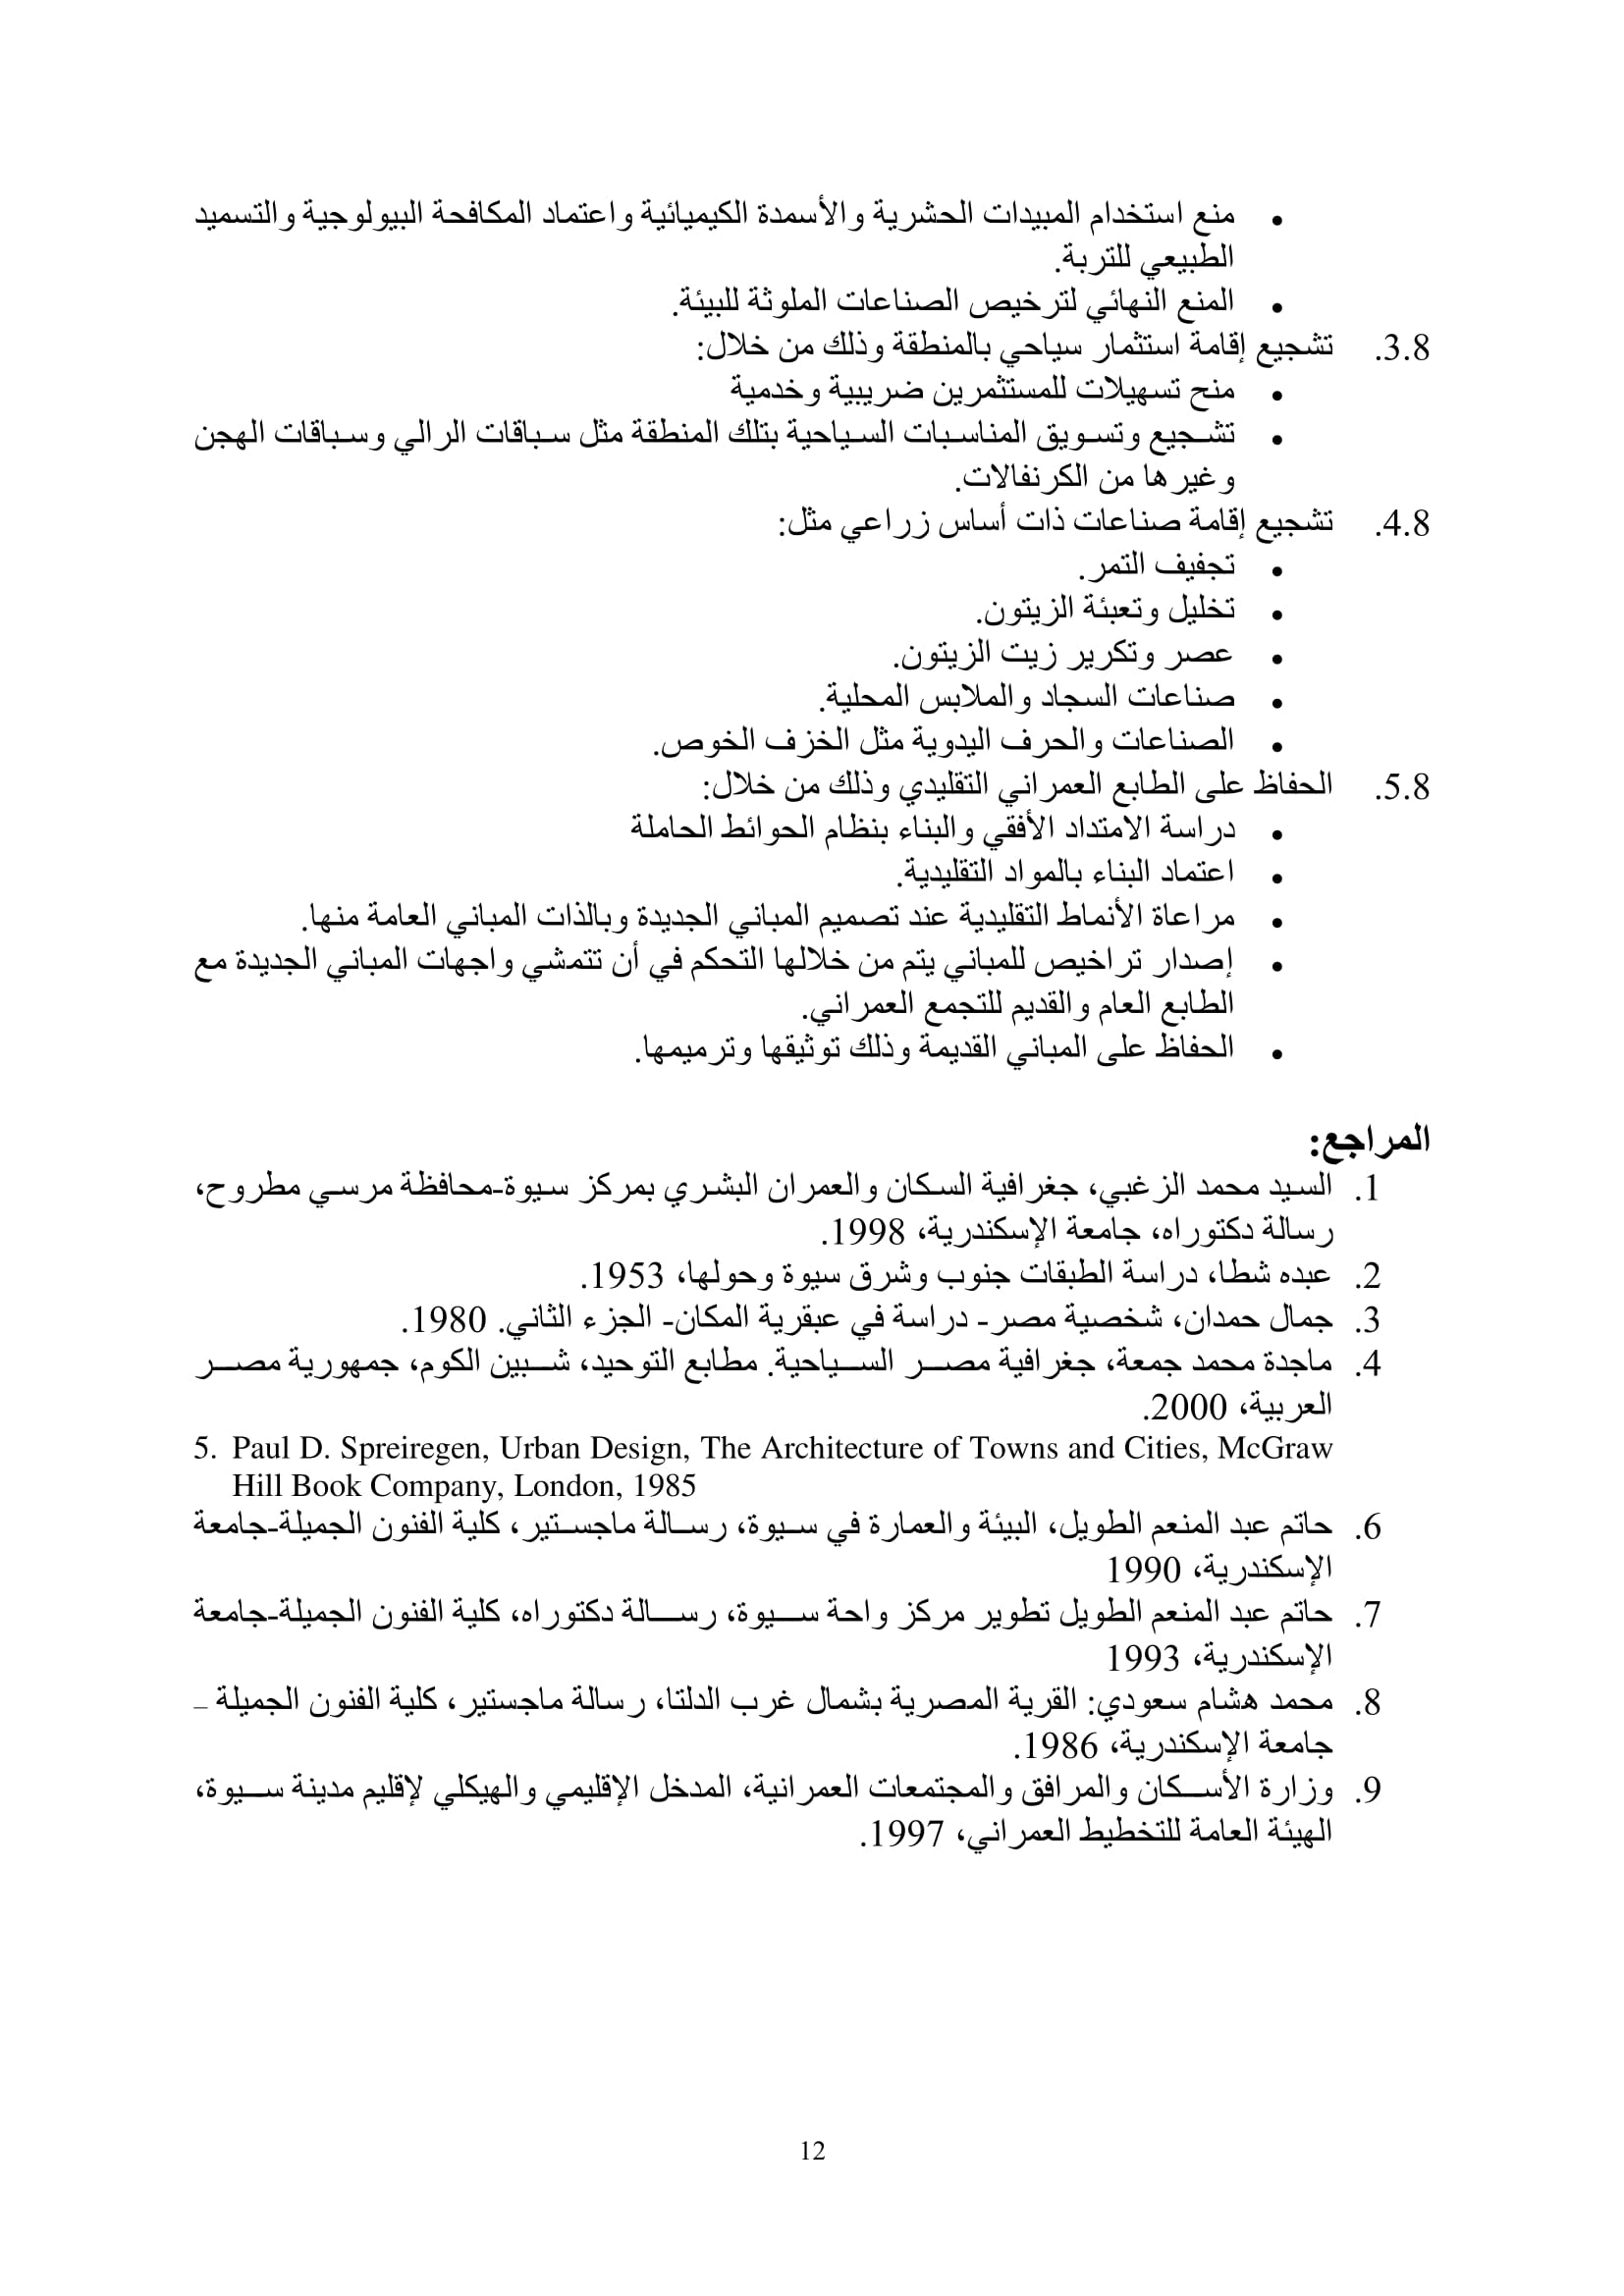 • منع استخدام المبيدات الحشرية والأسمدة الكيميائية واعتماد المكافحة البيولوجية والتسميد
الطبيعي للتربة.
• المنع النهائي لترخيص الصناعات الملوثة للبيئة.
3.8. تشجيع إقامة استثمار سياحي بالمنطقة وذلك من خلال:
• منح تسهيلات للمستثمرين ضريبية وخدمية
• تشجيع وتسويق المناسبات السياحية بتلك المنطقة مثل سباقات الرالي وسباقات الهجن
وغيرها من الكرنفالات.
4.8. تشجيع إقامة صناعات ذات أساس زراعي مثل:
• تجفيف التمر.
• تخليل وتعبئة الزيتون.
• عصر وتكرير زيت الزيتون.
• صناعات السجاد والملابس المحلية.
• الصناعات والحرف اليدوية مثل الخزف الخوص.
5.8. الحفاظ على الطابع العمراني التقليدي وذلك من خلال:
• دراسة الامتداد الأفقي والبناء بنظام الحوائط الحاملة
• اعتماد البناء بالمواد التقليدية.
• مراعاة الأنماط التقليدية عند تصميم المباني الجديدة وبالذات المباني العامة منها.
• إصدار تراخيص للمباني يتم من خلالها التحكم في أن تتمشي واجهات المباني الجديدة مع
الطابع العام والقديم للتجمع العمراني.
• الحفاظ على المباني القديمة وذلك توثيقها وترميمها.
المراجع:
1. السيد محمد الزغبي، جغرافية السكان والعمران البشري بمركز سيوة-محافظة مرسي مطروح،
رسالة دكتوراه، جامعة الإسكندرية، 1998.
2. عبده شطا، دراسة الطبقات جنوب وشرق سيوة وحولها، 1953.
3. جمال حمدان، شخصية مصر- دراسة في عبقرية المكان- الجزء الثاني. 1980.
4. ماجدة محمد جمعة، جغرافية مصر السياحية. مطابع التوحيد، شبين الكوم، جمهورية مصر
العربية، 2000.
5. Paul D. Spreiregen, Urban Design, The Architecture of Towns and Cities, McGraw
Hill Book Company, London, 1985
6. حاتم عبد المنعم الطويل، البيئة والعمارة في سيوة، رسالة ماجستير، كلية الفنون الجميلة-جامعة
الإسكندرية، 1990
7. حاتم عبد المنعم الطويل تطوير مركز واحة سيوة، رسالة دكتوراه، كلية الفنون الجميلة-جامعة
الإسكندرية، 1993
8. محمد هشام سعودي: القرية المصرية بشمال غرب الدلتا، رسالة ماجستير، كلية الفنون الجميلة –
جامعة الإسكندرية، 1986.
9. وزارة الأسكان والمرافق والمجتمعات العمرانية، المدخل الإقليمي والهيكلي لإقليم مدينة سيوة،
الهيئة العامة للتخطيط العمراني، 1997.
12